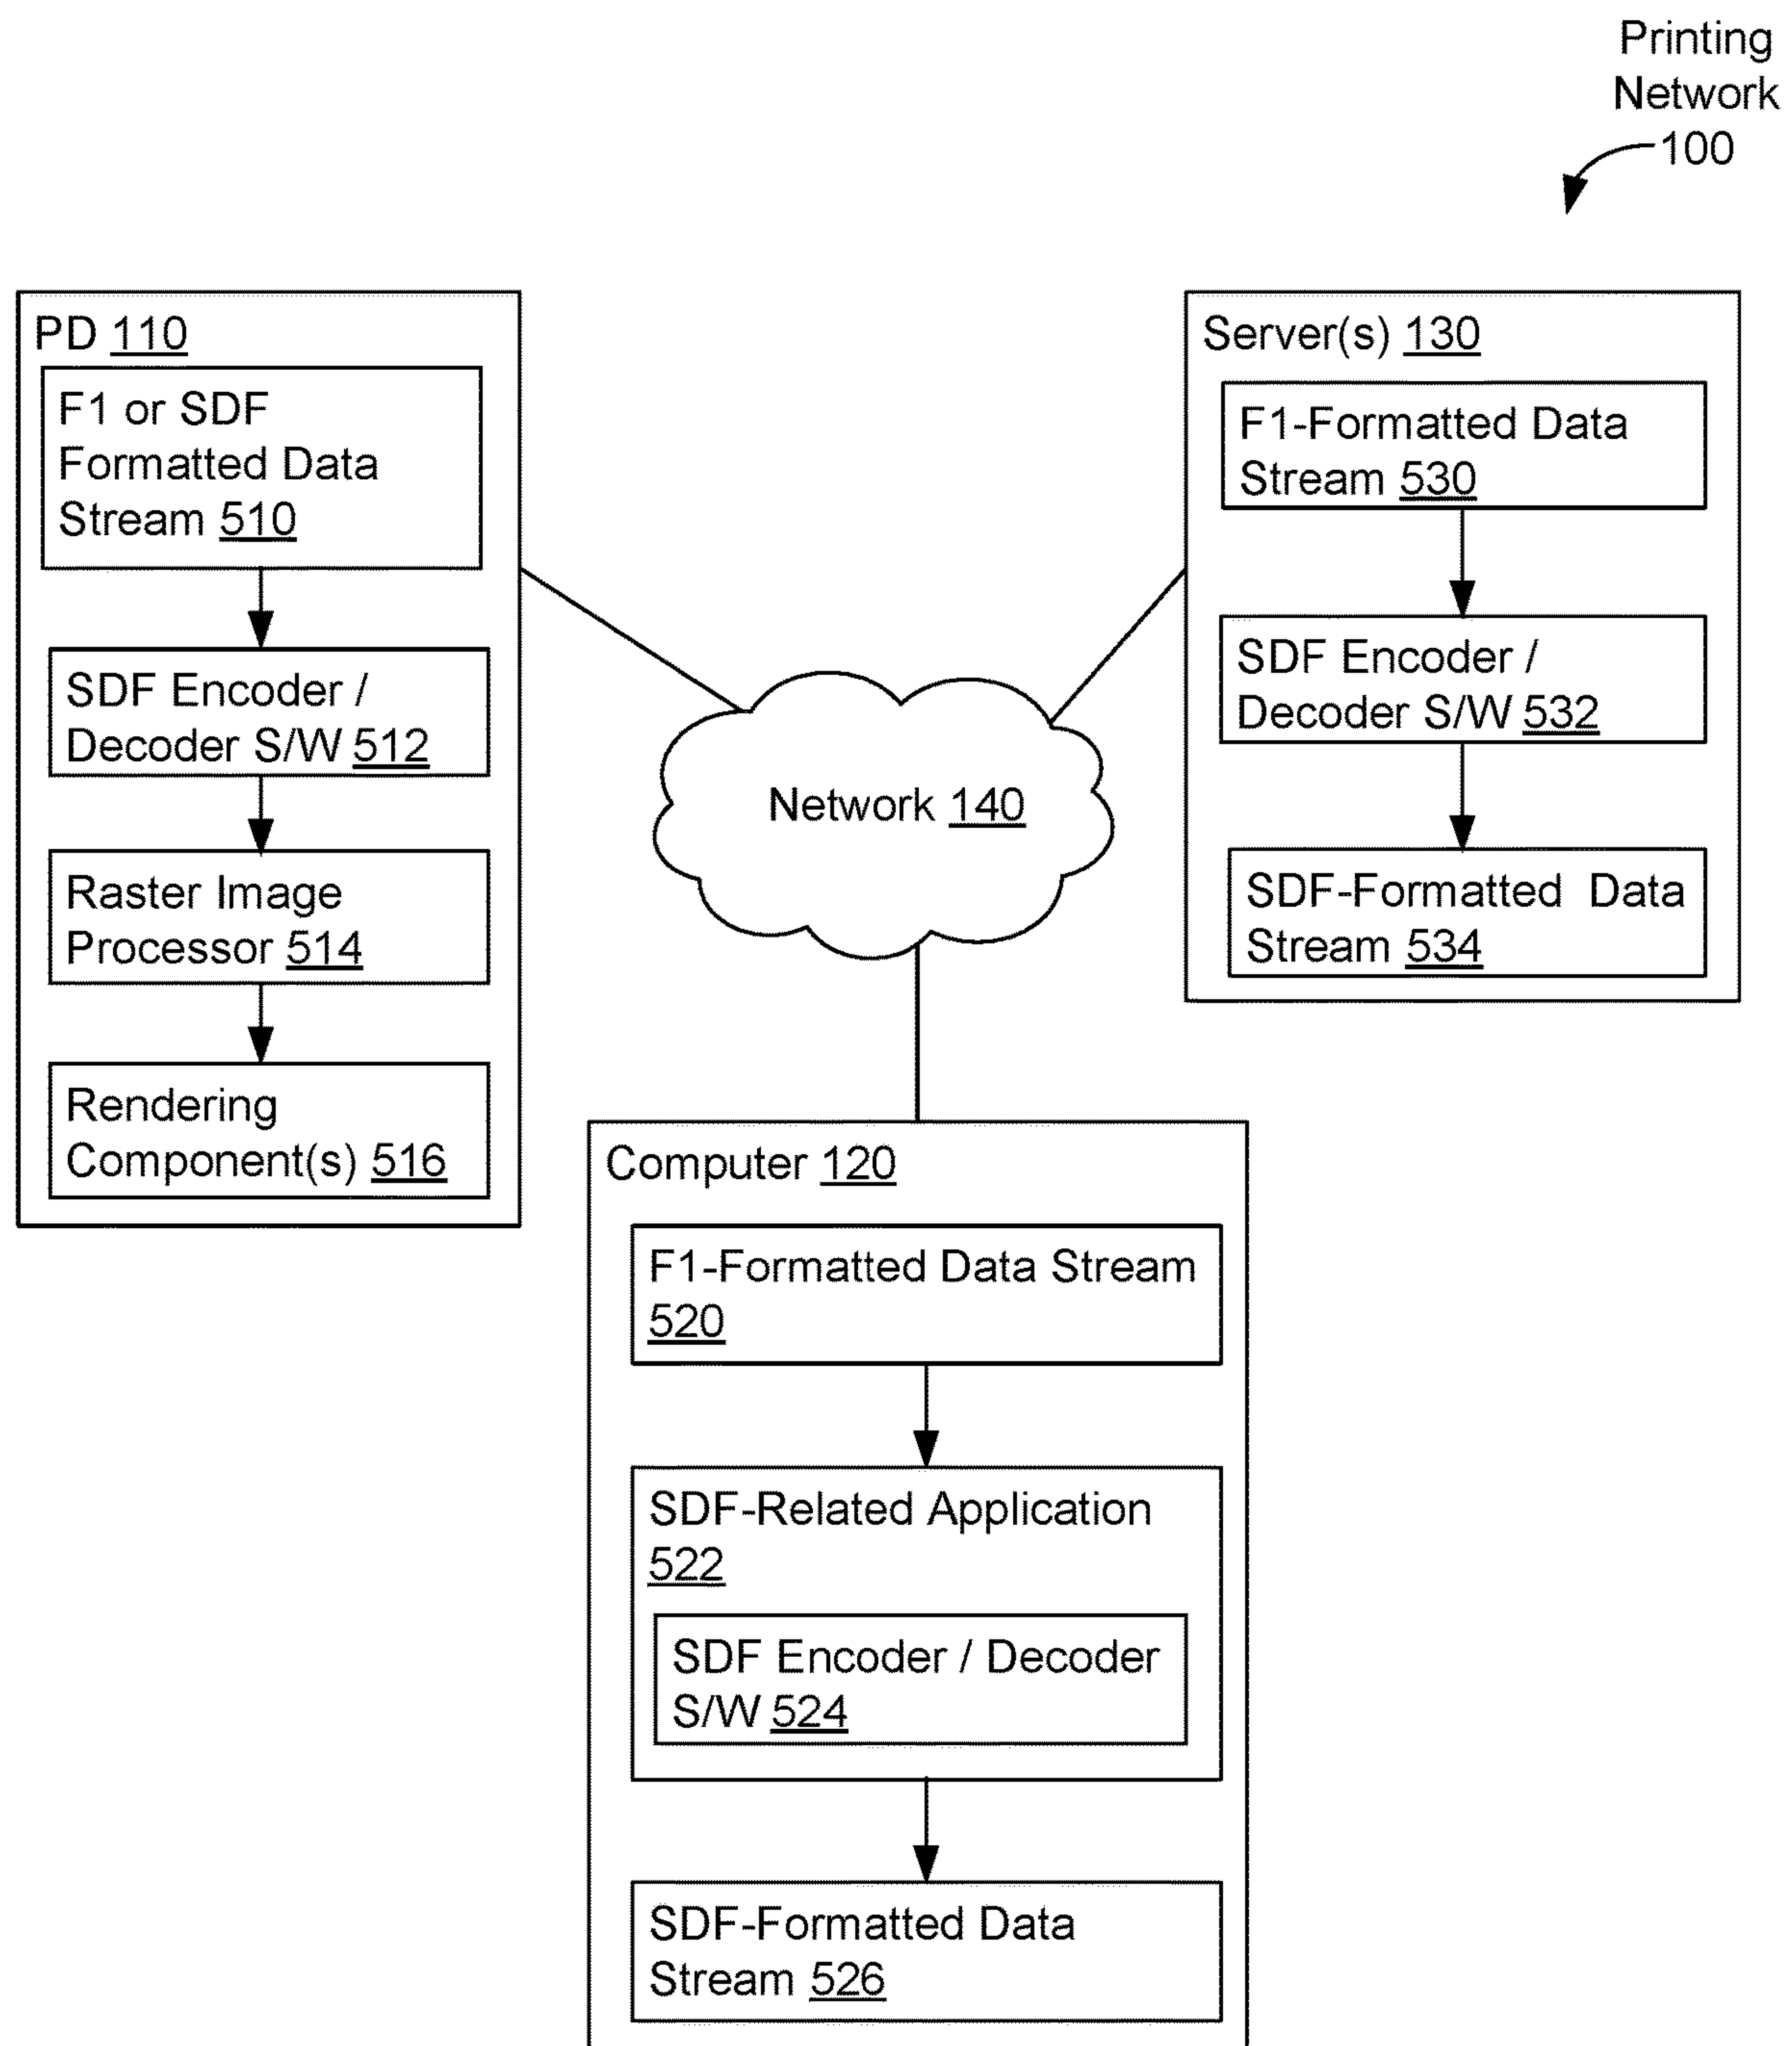 Printing
Network
100
PD 110
F1 or SDF
Formatted Data
Stream 510
SDF Encoder /
Decoder S/W 512
Raster Image
Processor 514
Rendering
Component(s) 516
Network 140
Server(s) 130
F1-Formatted Data
Stream 530
SDF Encoder /
Decoder S/W 532
SDF-Formatted Data
Stream 534
Computer 120
F1-Formatted Data Stream
520
SDF-Related Application
522
SDF Encoder / Decoder
S/W 524
SDF-Formatted Data
Stream 526